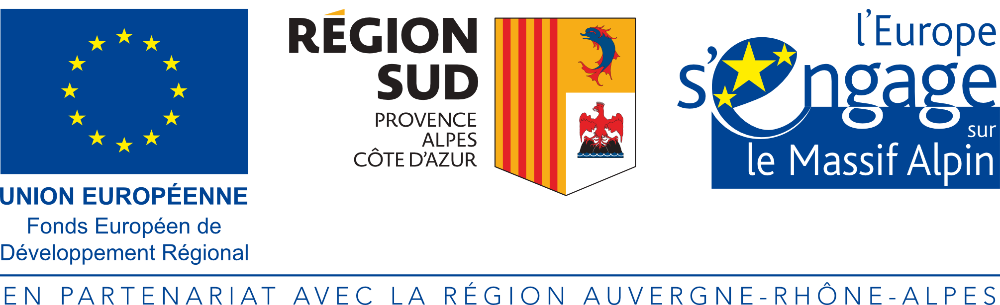 UNION EUROPÉENNE
Fonds Européen de
Développement Régional
RÉGION
SUD
PROVENCE
ALPES
CÔTE D’AZUR
l’Europe
s’engage
sur
le Massif Alpin
EN PARTENARIAT AVEC LA RÉGION AUVERGNE-RHÔNE-ALPES